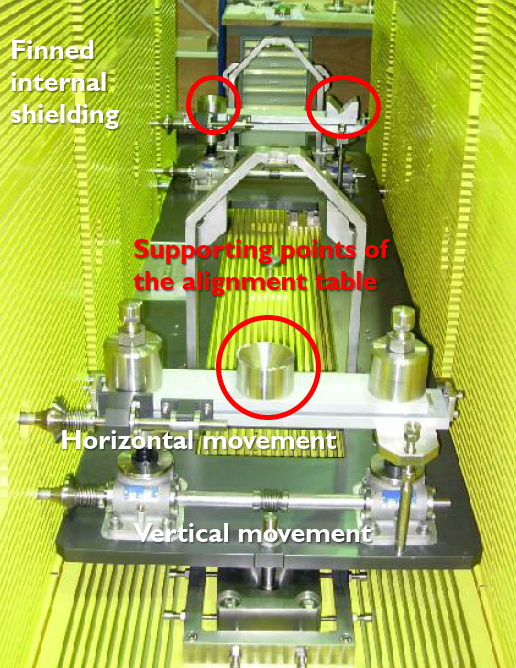 Finned
internal
shielding
Supporting points of
the alignment table
Horizontal movement
Vertical movement